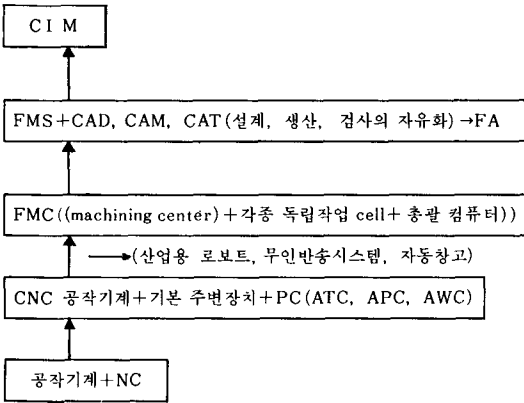 CIM
FMS+CAD, CAM, CAT(설계, 생산, 검사의 자유화)→FA
FMC((machining center)+각종 독립작업 cell+총괄 컴퓨터))
→(산업용 로보트, 무인반송시스템, 자동창고)
CNC 공작기계+기본 주변장치+PC(ATC, APC, AWC)
공작기계+NC